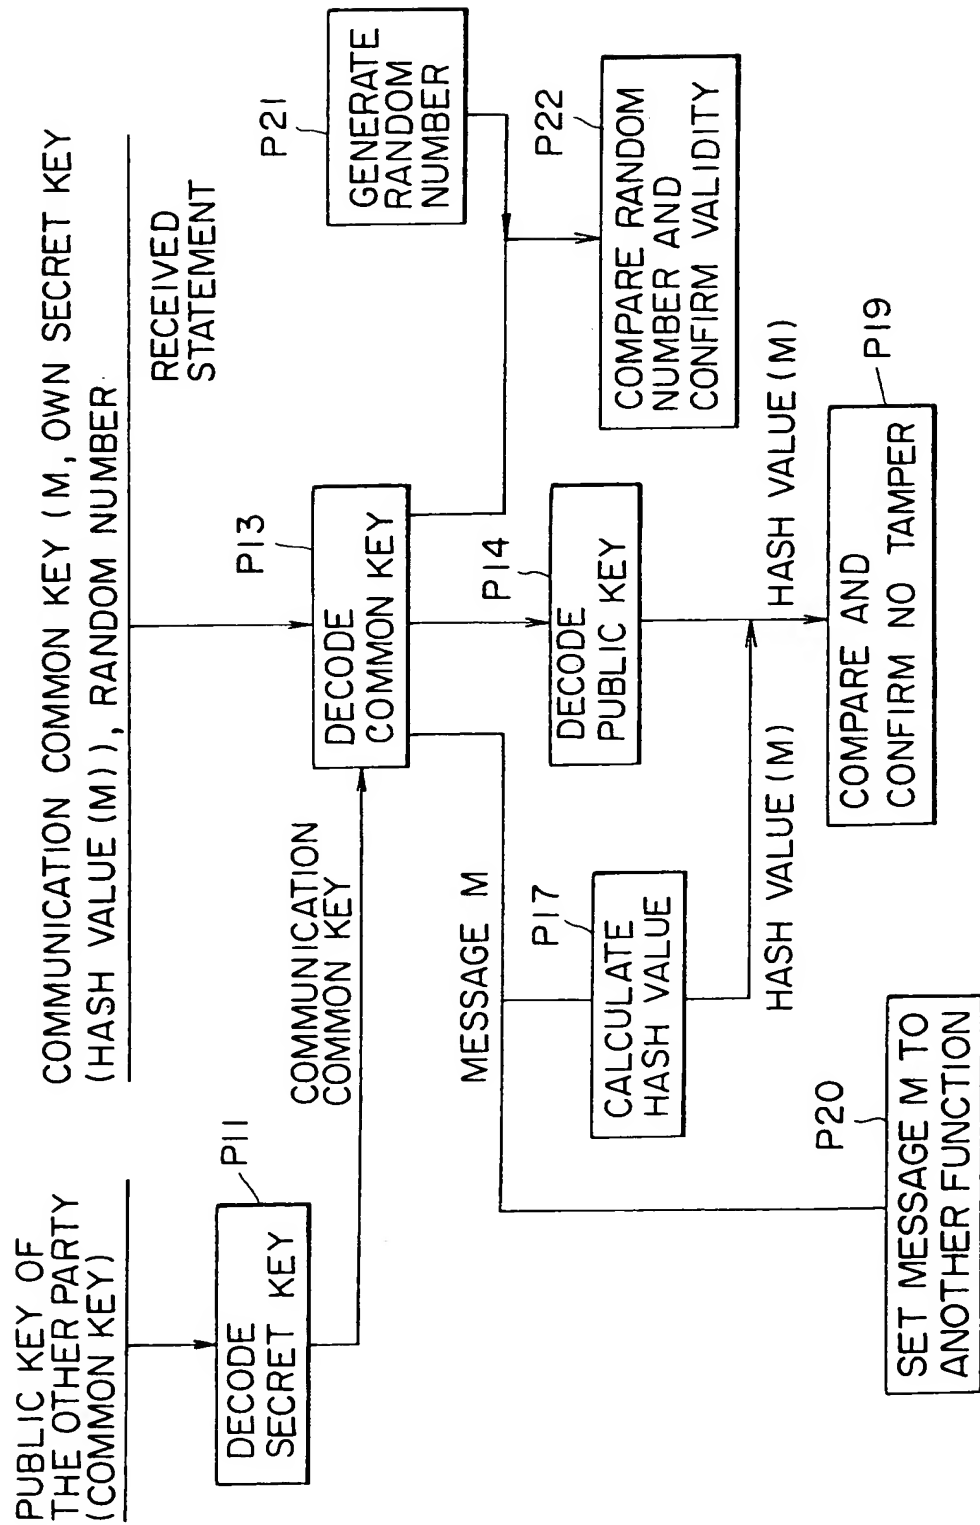 PUBLIC KEY OF
THE OTHER PARTY
(COMMON KEY)
COMMUNICATION COMMON KEY (M, OWN SECRET KEY
(HASH VALUE (M)), RANDOM NUMBER
RECEIVED
STATEMENT
P11
DECODE
SECRET KEY
COMMUNICATION
COMMON KEY
P13
DECODE
COMMON KEY
P21
GENERATE
RANDOM
NUMBER
MESSAGE M
P14
DECODE
PUBLIC KEY
P22
COMPARE RANDOM
NUMBER AND
CONFIRM VALIDITY
P17
CALCULATE
HASH VALUE
HASH VALUE (M)
HASH VALUE (M)
P19
COMPARE AND
CONFIRM NO TAMPER
P20
SET MESSAGE M TO
ANOTHER FUNCTION